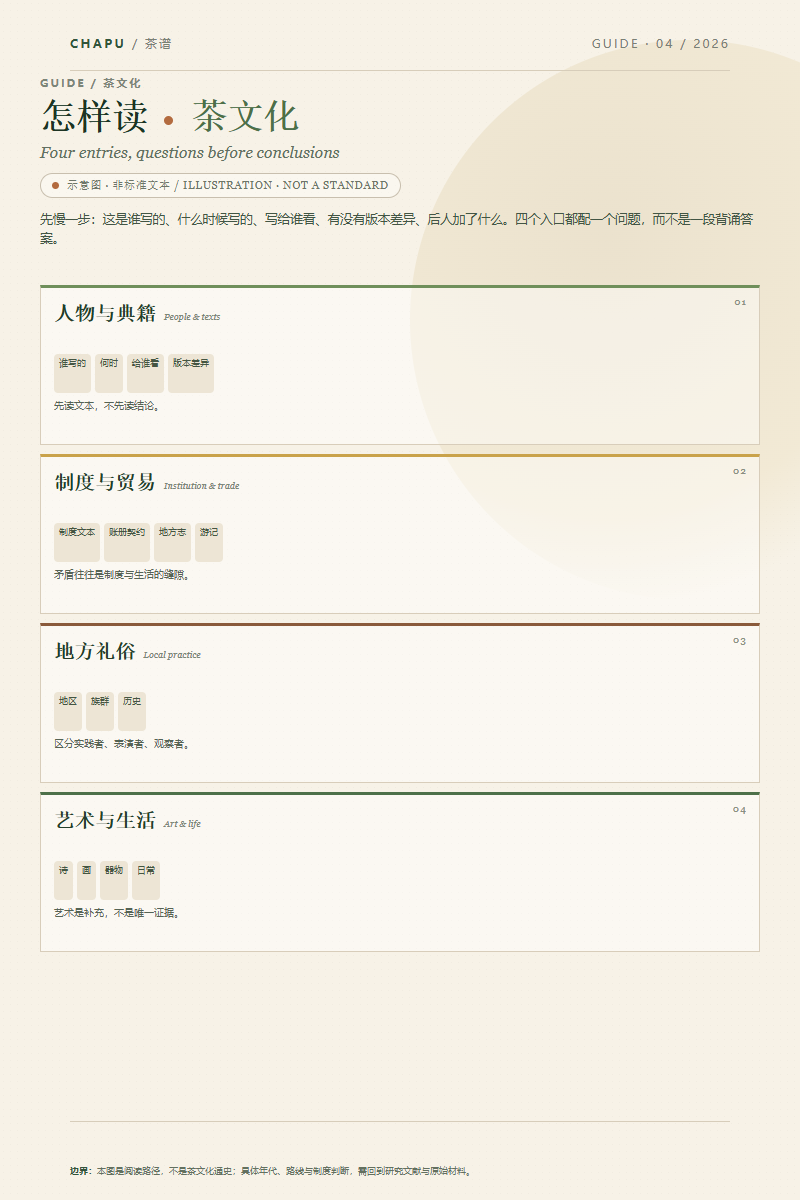 CHAPU / 茶谱
GUIDE · 04 / 2026
GUIDE / 茶文化
怎样读 • 茶文化
Four entries, questions before conclusions
示意图 · 非标准文本 / ILLUSTRATION · NOT A STANDARD
先慢一步：这是谁写的、什么时候写的、写给谁看、有没有版本差异、后人加了什么。四个入口都配一个问题，而不是一段背诵答
案。
人物与典籍 People & texts
01
谁写的 何时 给谁看 版本差异
先读文本，不先读结论。
制度与贸易 Institution & trade
02
制度文本 账册契约 地方志 游记
矛盾往往是制度与生活的缝隙。
地方礼俗 Local practice
03
地区 族群 历史
区分实践者、表演者、观察者。
艺术与生活 Art & life
04
诗 画 器物 日常
艺术是补充，不是唯一证据。
边界：本图是阅读路径，不是茶文化通史；具体年代、路线与制度判断，需回到研究文献与原始材料。